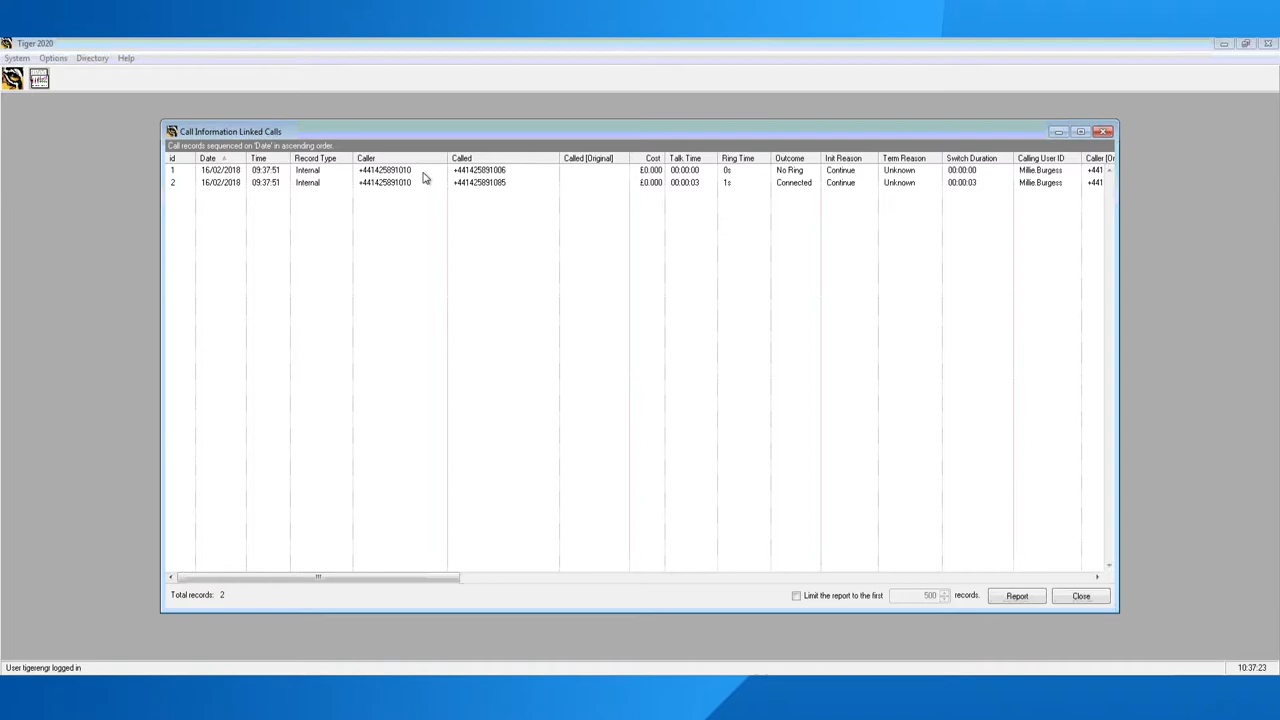 Tiger 2020
System Options Directory Help
Call Information Linked Calls
Call records sequenced on 'Date' in ascending order.
id Date Time Record Type Caller Called Called [Original] Cost Talk Time Ring Time Outcome Init Reason Term Reason Switch Duration Calling User ID Caller [Or
1 16/02/2018 09:37:51 Internal +441425891010 +441425891006 £0.000 00:00:00 0s No Ring Continue Unknown 00:00:00 Millie.Burgess +441
2 16/02/2018 09:37:51 Internal +441425891010 +441425891085 £0.000 00:00:03 1s Connected Continue Unknown 00:00:03 Millie.Burgess +441
Total records: 2 Limit the report to the first 500 records. Report Close
User tigerengr logged in 10:37:23